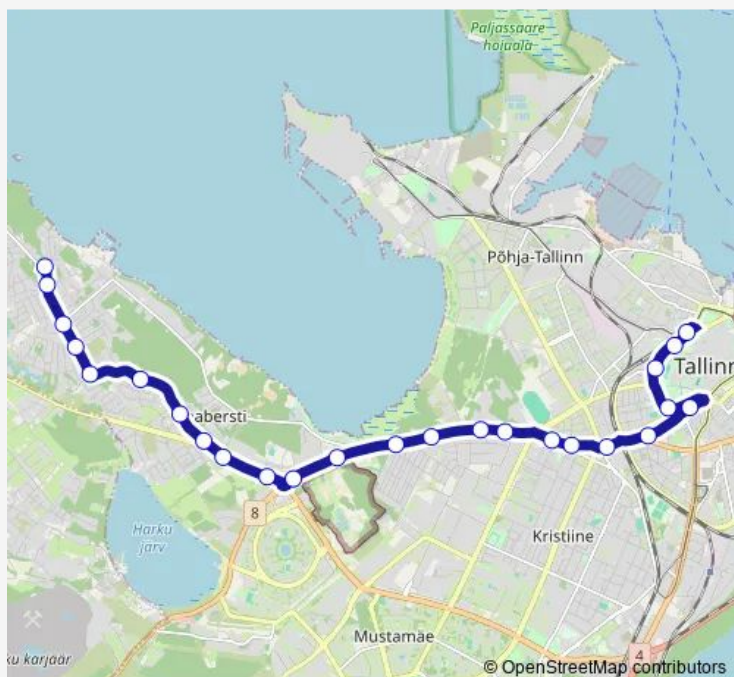 Paljassaare
hoiuala
Põhja-Tallinn
Tallinn
abersti
8
Harku
järv
Kristiine
Mustamäe
4
ku karjäär
© OpenStreetMap contributors